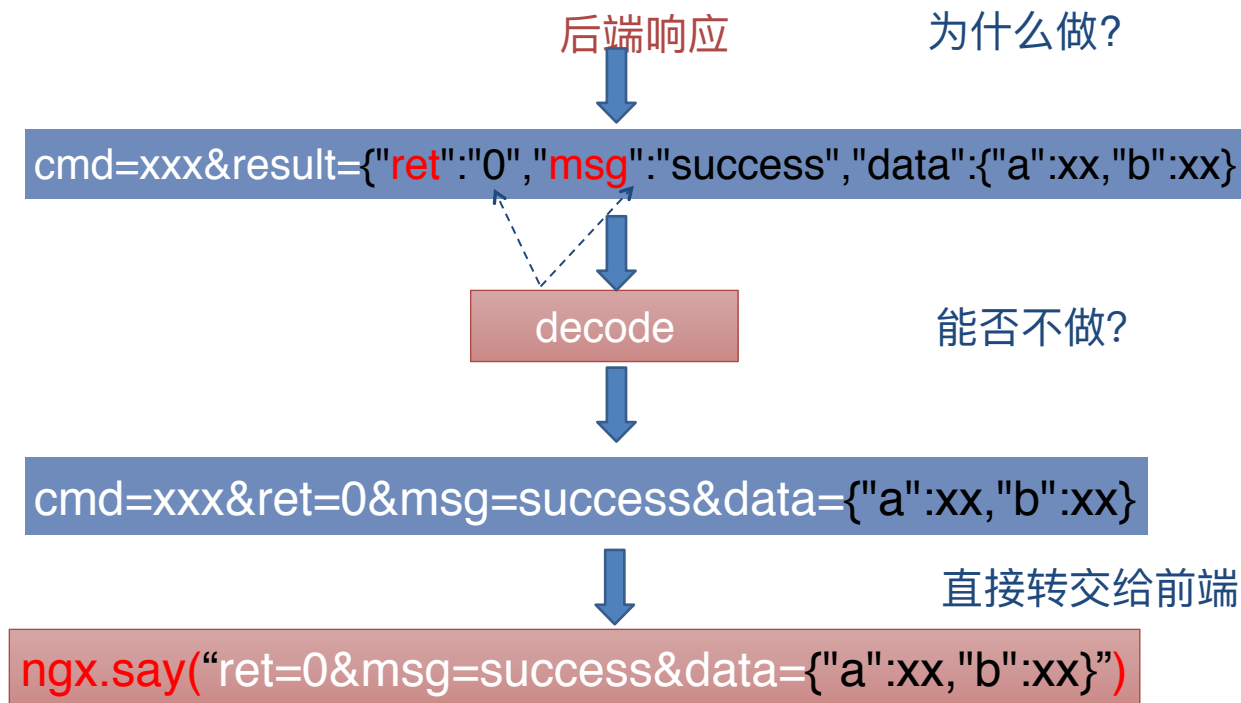 后端响应
为什么做?
cmd=xxx&result={"ret":"0","msg":"success","data":{"a":xx,"b":xx}
decode
能否不做?
cmd=xxx&ret=0&msg=success&data={"a":xx,"b":xx}
直接转交给前端
ngx.say(“ret=0&msg=success&data={"a":xx,"b":xx}”)